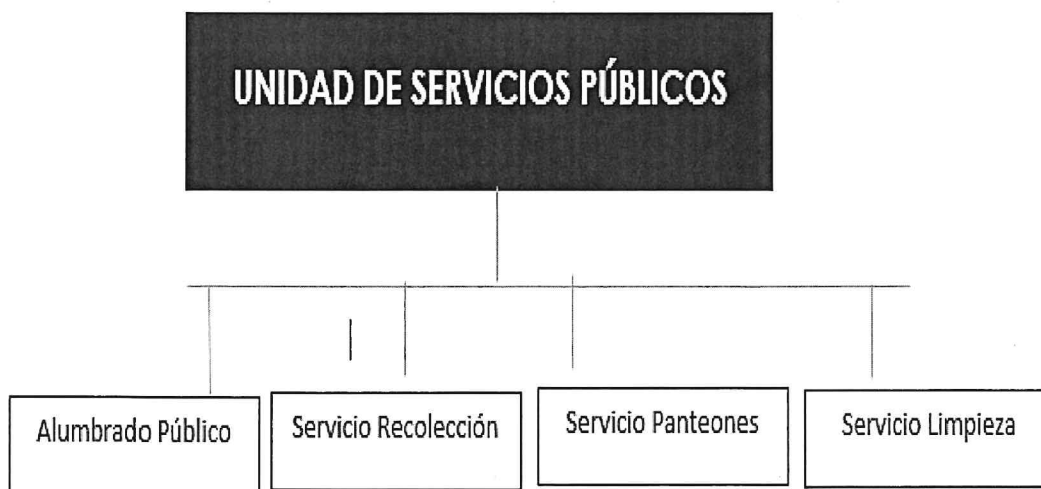 UNIDAD DE SERVICIOS PÚBLICOS
Alumbrado Público
Servicio Recolección
Servicio Panteones
Servicio Limpieza